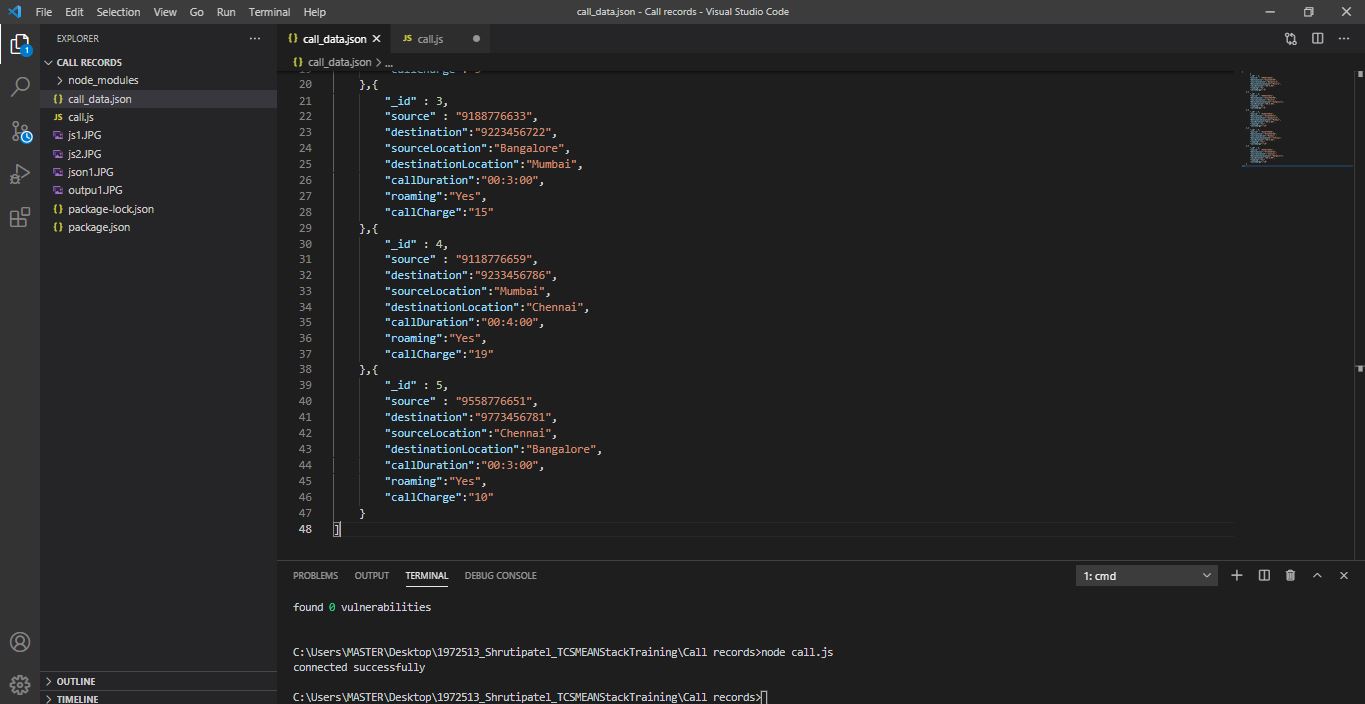 File Edit Selection View Go Run Terminal Help call_data.json - Call records - Visual Studio Code
EXPLORER
CALL RECORDS
node_modules
{} call_data.json
JS call.js
js1.JPG
js2.JPG
json1.JPG
outpu1.JPG
{} package-lock.json
{} package.json
OUTLINE
TIMELINE
1
{} call_data.json JS call.js
{} call_data.json > ...
20 },{
21 "_id" : 3,
22 "source" : "9188776633",
23 "destination":"9223456722",
24 "sourceLocation":"Bangalore",
25 "destinationLocation":"Mumbai",
26 "callDuration":"00:3:00",
27 "roaming":"Yes",
28 "callCharge":"15"
29 },{
30 "_id" : 4,
31 "source" : "9118776659",
32 "destination":"9233456786",
33 "sourceLocation":"Mumbai",
34 "destinationLocation":"Chennai",
35 "callDuration":"00:4:00",
36 "roaming":"Yes",
37 "callCharge":"19"
38 },{
39 "_id" : 5,
40 "source" : "9558776651",
41 "destination":"9773456781",
42 "sourceLocation":"Chennai",
43 "destinationLocation":"Bangalore",
44 "callDuration":"00:3:00",
45 "roaming":"Yes",
46 "callCharge":"10"
47 }
48 ]
PROBLEMS OUTPUT TERMINAL DEBUG CONSOLE 1: cmd
found 0 vulnerabilities
C:\Users\MASTER\Desktop\1972513_Shrutipatel_TCSMEANStackTraining\Call records>node call.js
connected successfully
C:\Users\MASTER\Desktop\1972513_Shrutipatel_TCSMEANStackTraining\Call records>